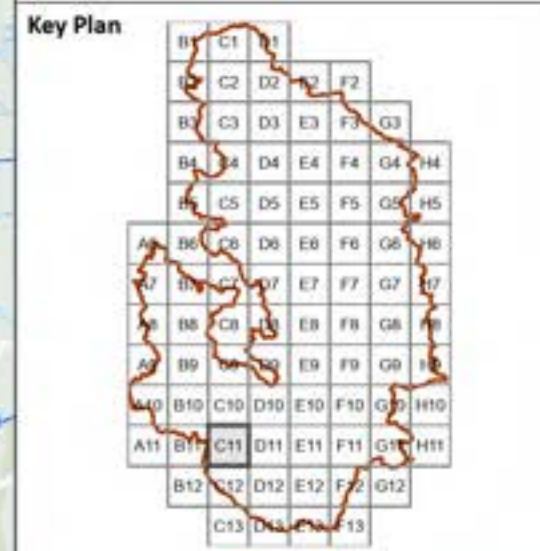 Key Plan
B1 C1 D1
B2 C2 D2 E2 F2
B3 C3 D3 E3 F3 G3
B4 C4 D4 E4 F4 G4 H4
B5 C5 D5 E5 F5 G5 H5
A6 B6 C6 D6 E6 F6 G6 H6
A7 B7 C7 D7 E7 F7 G7 H7
A8 B8 C8 D8 E8 F8 G8 H8
A9 B9 C9 D9 E9 F9 G9 H9
A10 B10 C10 D10 E10 F10 G10 H10
A11 B11 C11 D11 E11 F11 G11 H11
B12 C12 D12 E12 F12 G12
C13 D13 E13 F13